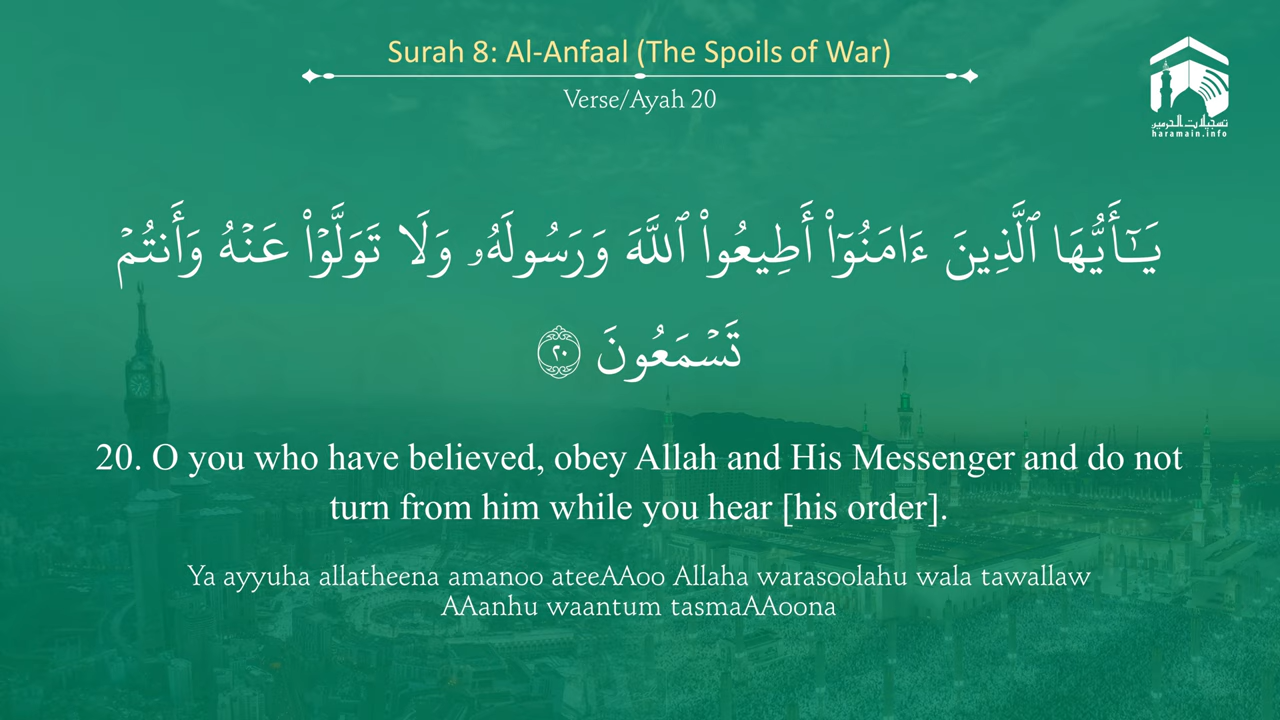 Surah 8: Al-Anfaal (The Spoils of War)
Verse/Ayah 20
تسجيلات الحرمين
haramain.info
يَـٰٓأَيُّهَا ٱلَّذِينَ ءَامَنُوٓا۟ أَطِيعُوا۟ ٱللَّهَ وَرَسُولَهُۥ وَلَا تَوَلَّوْا۟ عَنْهُ وَأَنتُمْ
تَسْمَعُونَ ٢٠
20. O you who have believed, obey Allah and His Messenger and do not
turn from him while you hear [his order].
Ya ayyuha allatheena amanoo ateeAAoo Allaha warasoolahu wala tawallaw
AAanhu waantum tasmaAAoona